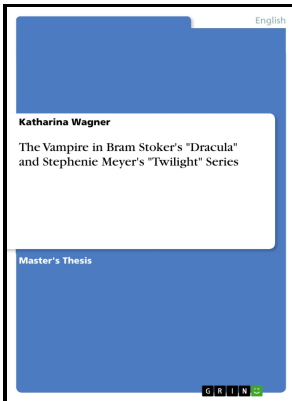 English
Katharina Wagner
The Vampire in Bram Stoker's "Dracula"
and Stephenie Meyer's "Twilight" Series
Master's Thesis
GRIN